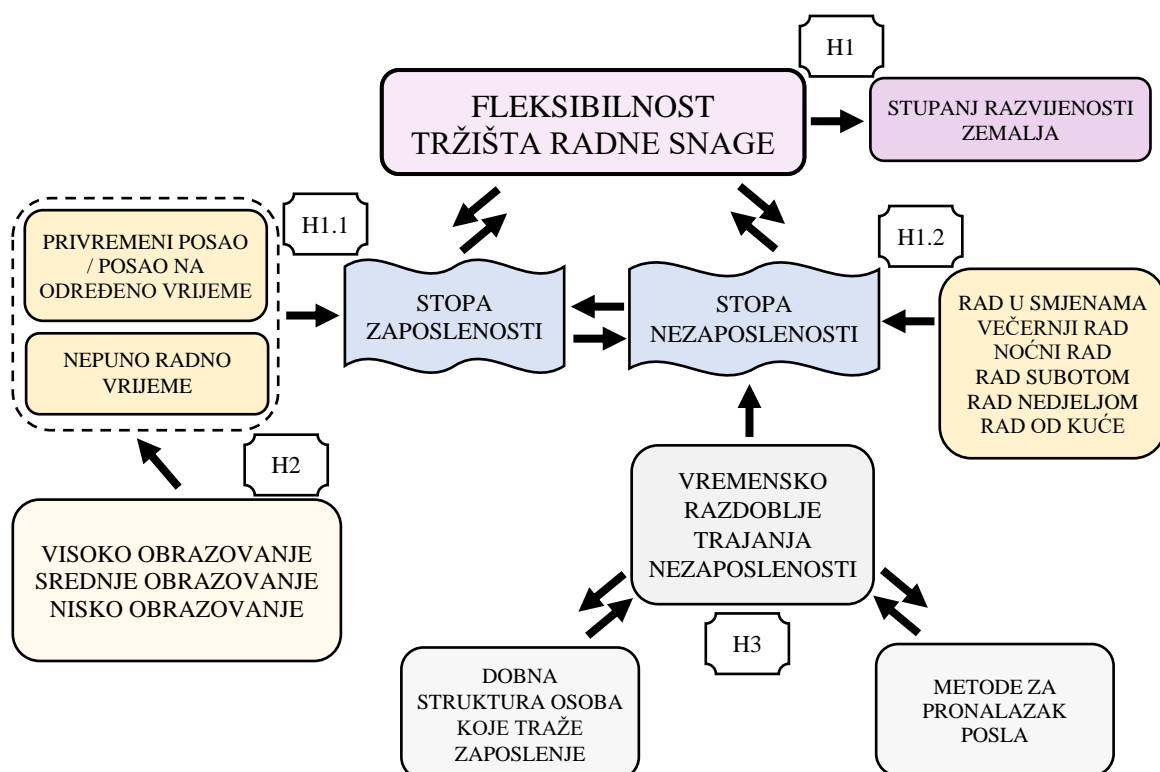 H1
FLEKSIBILNOST
TRŽIŠTA RADNE SNAGE
STUPANJ RAZVIJENOSTI
ZEMALJA
H1.1
H1.2
PRIVREMENI POSAO
/ POSAO NA
ODREĐENO VRIJEME
NEPUNO RADNO
VRIJEME
STOPA
ZAPOSLENOSTI
STOPA
NEZAPOSLENOSTI
RAD U SMJENAMA
VEČERNJI RAD
NOĆNI RAD
RAD SUBOTOM
RAD NEDJELJOM
RAD OD KUĆE
H2
VISOKO OBRAZOVANJE
SREDNJE OBRAZOVANJE
NISKO OBRAZOVANJE
VREMENSKO
RAZDOBLJE
TRAJANJA
NEZAPOSLENOSTI
H3
DOBNA
STRUKTURA OSOBA
KOJE TRAŽE
ZAPOSLENJE
METODE ZA
PRONALAZAK
POSLA